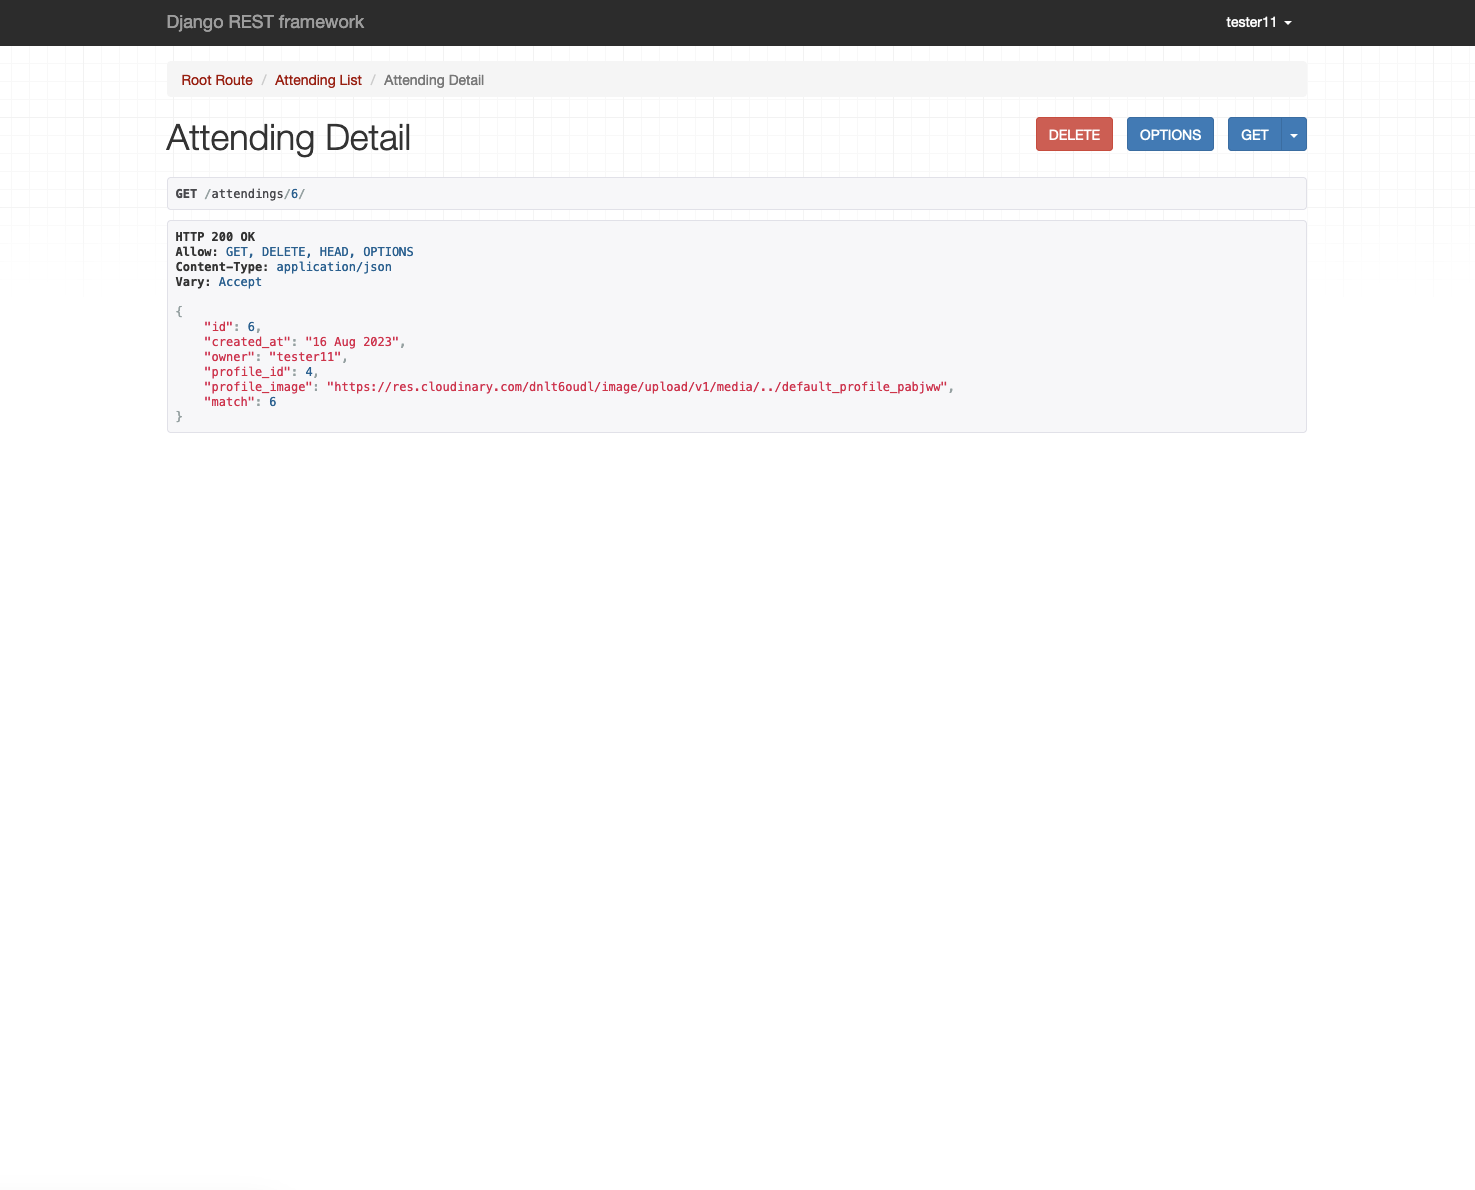 Django REST framework
tester11
Root Route / Attending List / Attending Detail
Attending Detail
DELETE
OPTIONS
GET
GET /attendings/6/
HTTP 200 OK
Allow: GET, DELETE, HEAD, OPTIONS
Content-Type: application/json
Vary: Accept
{
    "id": 6,
    "created_at": "16 Aug 2023",
    "owner": "tester11",
    "profile_id": 4,
    "profile_image": "https://res.cloudinary.com/dnlt6oudl/image/upload/v1/media/../default_profile_pabjww",
    "match": 6
}